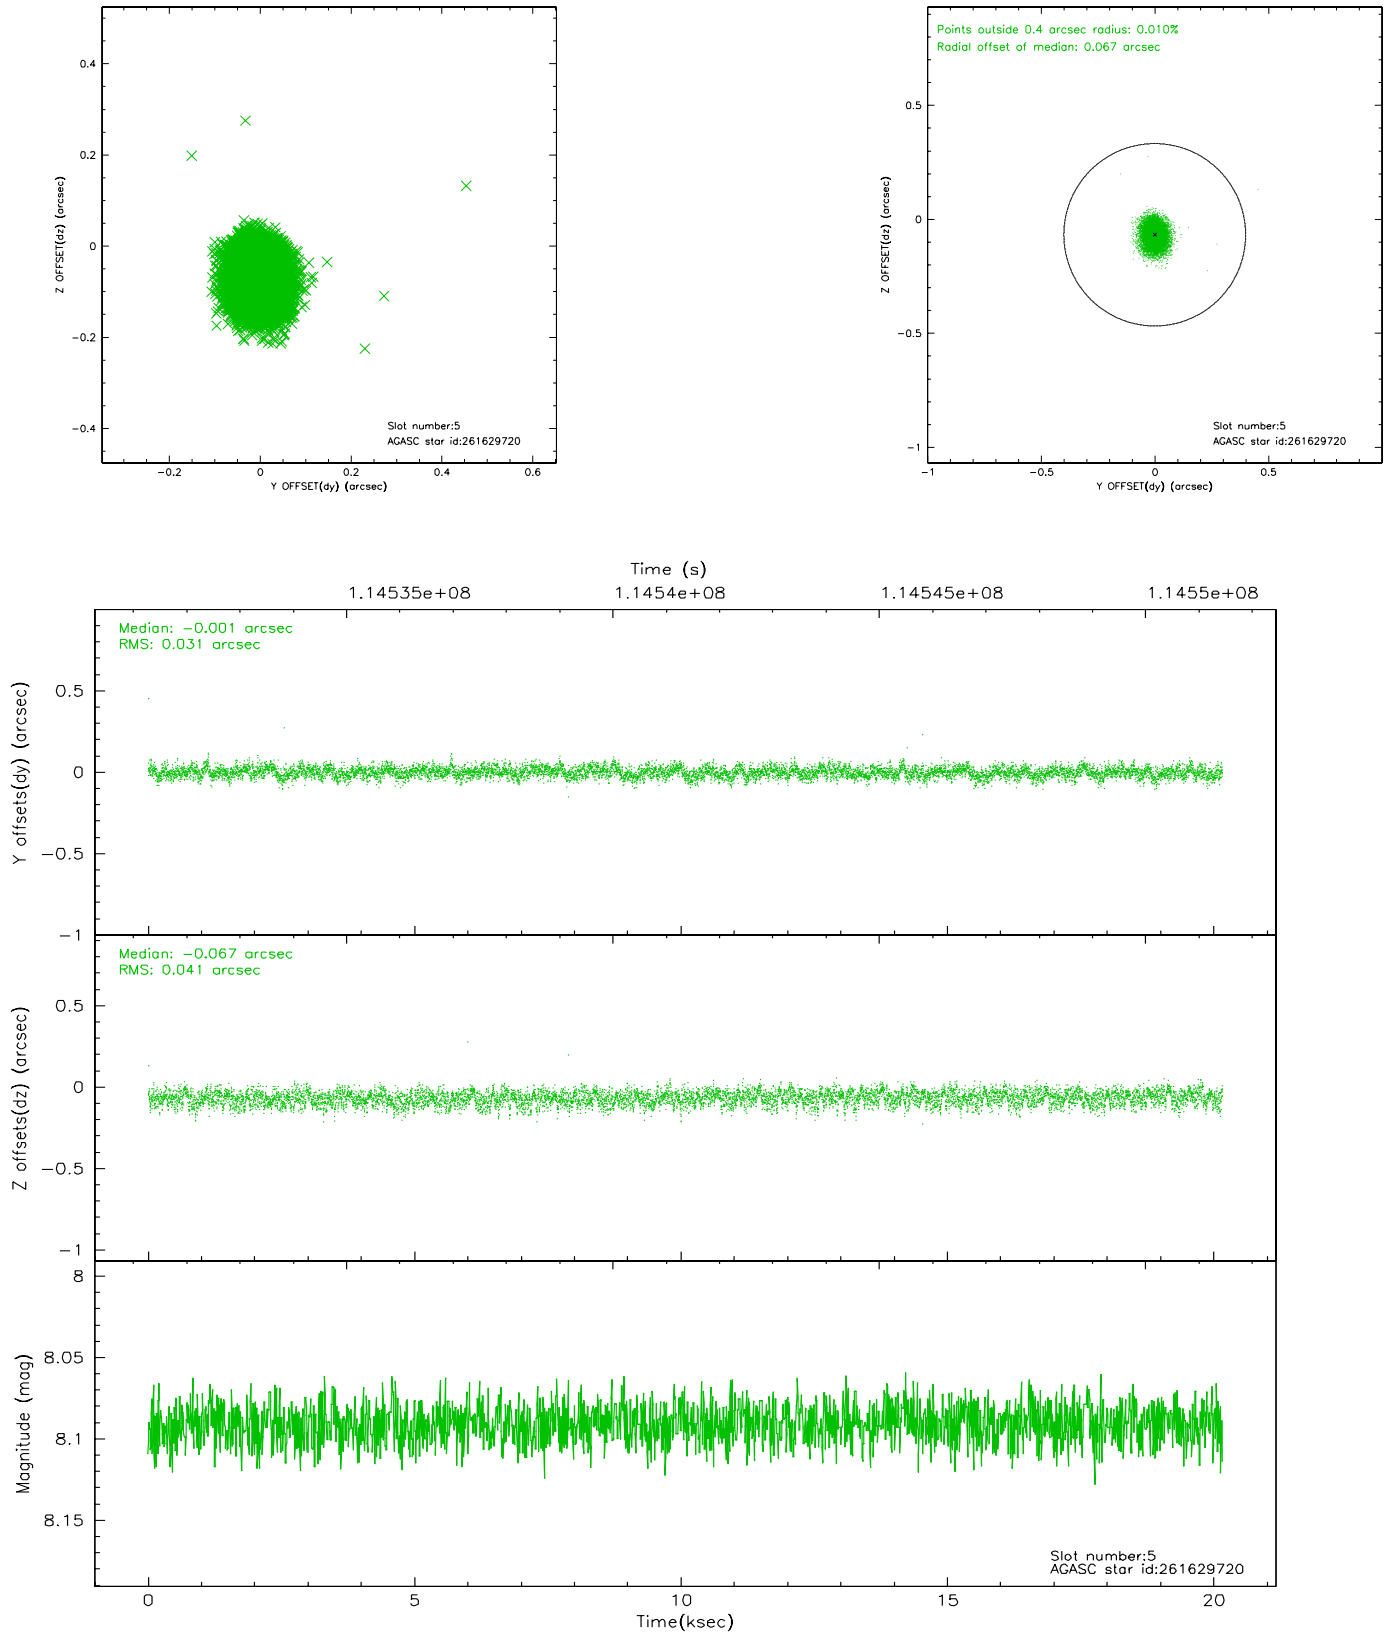 0.4
0.2
0
−0.2
−0.4
Z OFFSET(dz) (arcsec)
Slot number:5
AGASC star id:261629720
−0.2
0
0.2
0.4
0.6
Y OFFSET(dy) (arcsec)
Points outside 0.4 arcsec radius: 0.010%
Radial offset of median: 0.067 arcsec
0.5
0
−0.5
−1
Z OFFSET(dz) (arcsec)
Slot number:5
AGASC star id:261629720
−1
−0.5
0
0.5
Y OFFSET(dy) (arcsec)
Time (s)
1.14535e+08
1.1454e+08
1.14545e+08
1.1455e+08
Median: −0.001 arcsec
RMS: 0.031 arcsec
0.5
0
−0.5
−1
Y offsets(dy) (arcsec)
Median: −0.067 arcsec
RMS: 0.041 arcsec
0.5
0
−0.5
−1
Z offsets(dz) (arcsec)
8
8.05
8.1
8.15
Magnitude (mag)
Slot number:5
AGASC star id:261629720
0
5
10
15
20
Time(ksec)